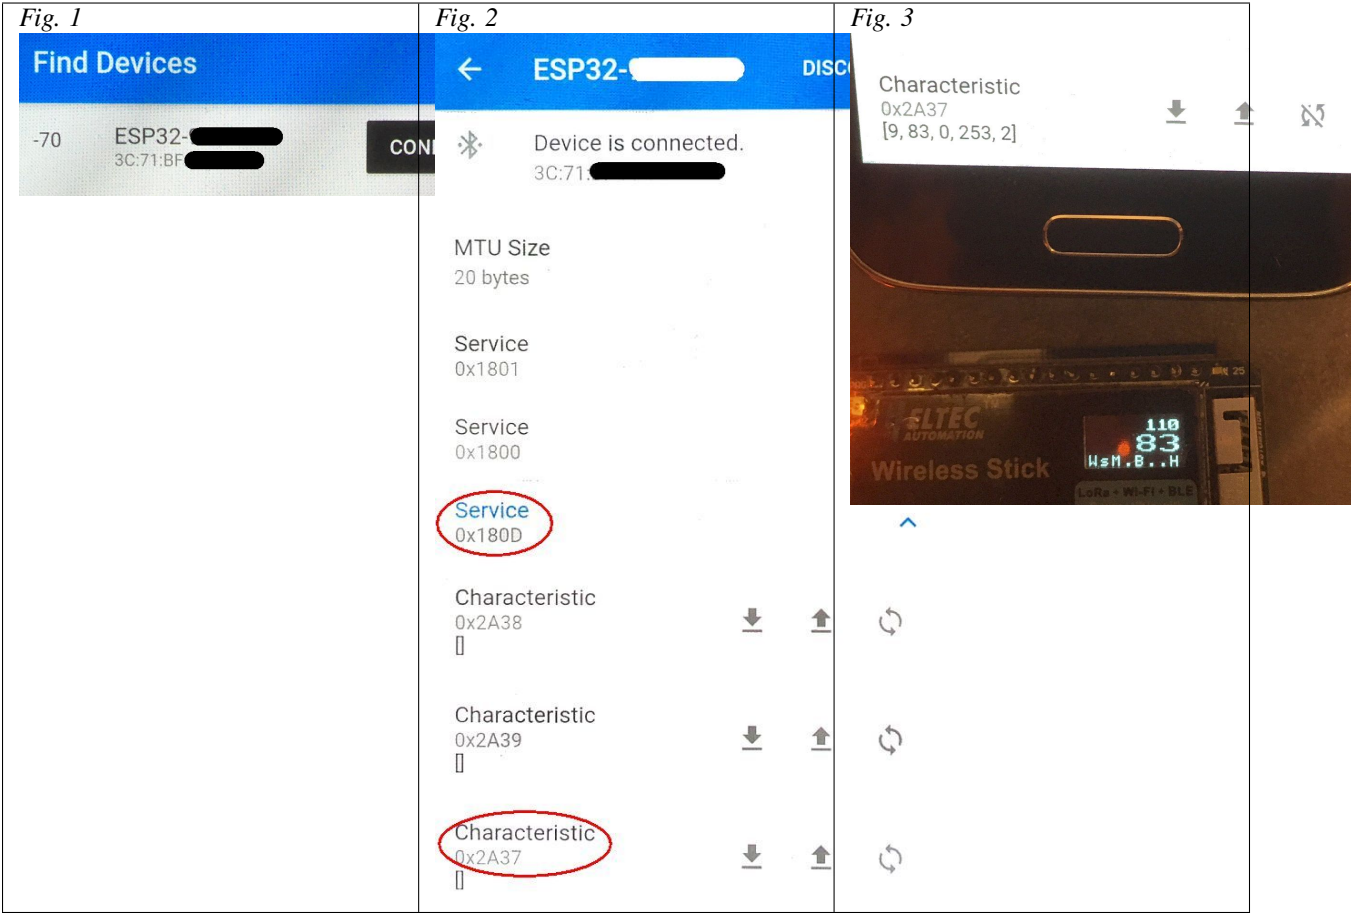 Fig. 1
Find Devices
-70
ESP32-
3C:71:BF
CON
Fig. 2
ESP32-
DISC
Device is connected.
3C:71:
MTU Size
20 bytes
Service
0x1801
Service
0x1800
Service
0x180D
Characteristic
0x2A38
[]
Characteristic
0x2A39
[]
Characteristic
0x2A37
[]
Fig. 3
Characteristic
0x2A37
[9, 83, 0, 253, 2]
25
ELTEC
AUTOMATION
Wireless Stick
110
83
WsM.B..H
LoRa + Wi-Fi + BLE